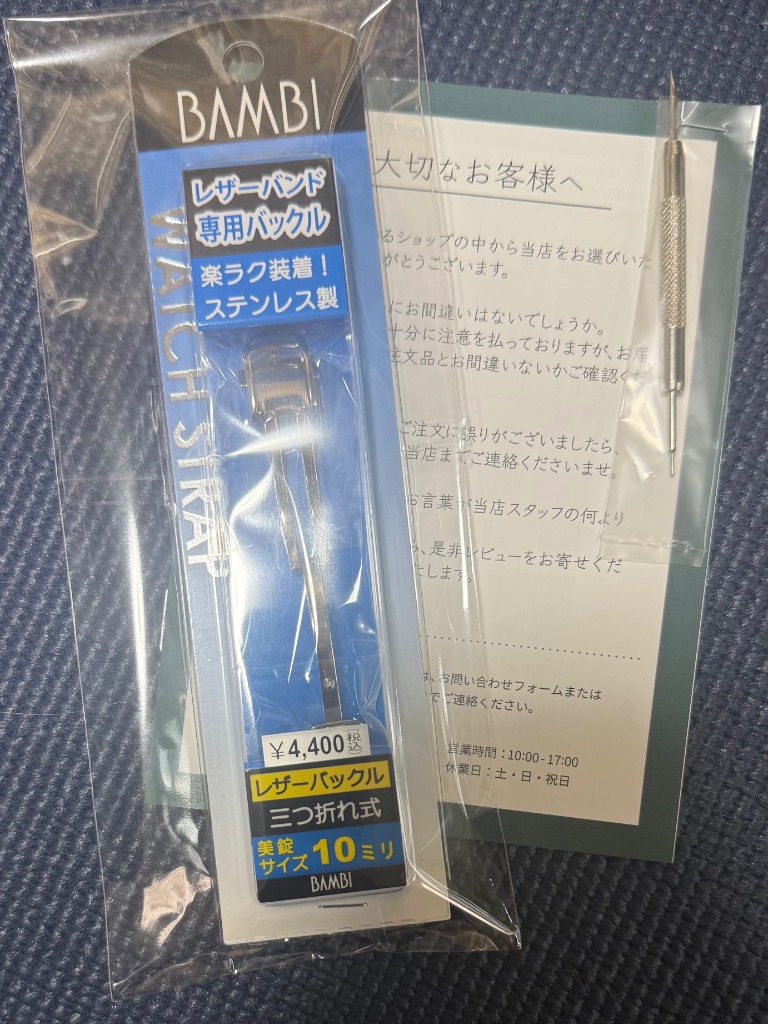 BAMBI
WATCH STRAP
レザーバンド
専用バックル
楽ラク装着！
ステンレス製
￥4,400(税込)
レザーバックル
三つ折れ式
美錠
サイズ 10ミリ
BAMBI
大切なお客様へ
るショップの中から当店をお選びいた
がとうございます。
にお間違いはないでしょうか。
十分に注意を払っておりますが、お届
注文品とお間違いないかご確認くだ
ご注文に誤りがございましたら、
当店までご連絡くださいませ。
お言葉が当店スタッフの何より
ら、是非レビューをお寄せくだ
たします。
は、お問い合わせフォームまたは
でご連絡ください。
営業時間：10:00-17:00
休業日：土・日・祝日